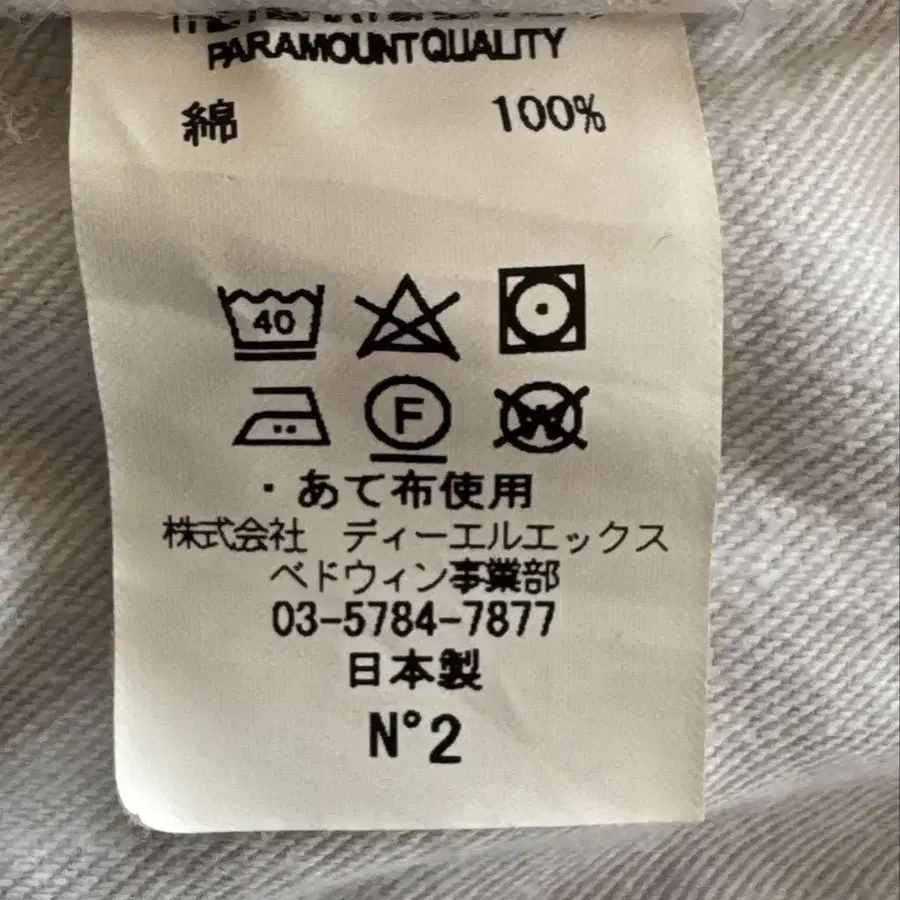 PARAMOUNT QUALITY
綿 100%
40
F
W
・あて布使用
株式会社 ディーエルエックス
ベドウィン事業部
03-5784-7877
日本製
N°2